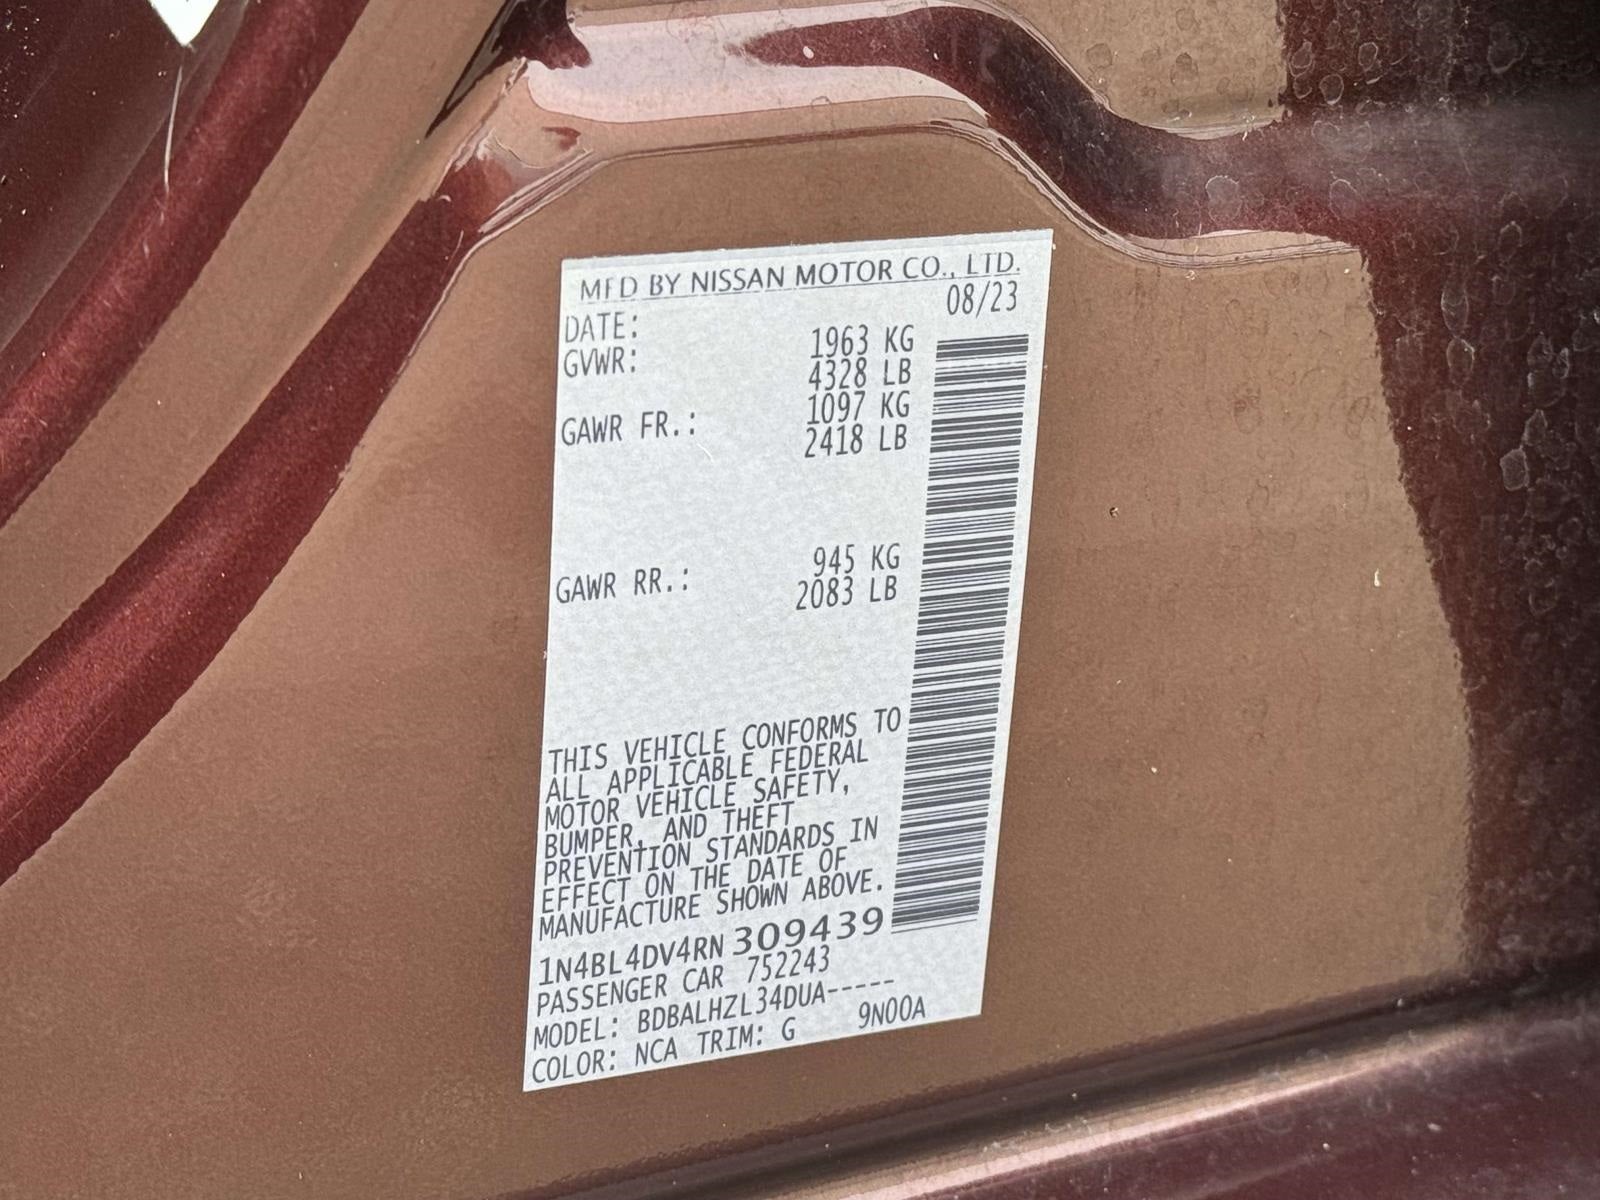 MFD BY NISSAN MOTOR CO., LTD.
DATE: 08/23
GVWR: 1963 KG
4328 LB
GAWR FR.: 1097 KG
2418 LB
GAWR RR.: 945 KG
2083 LB
THIS VEHICLE CONFORMS TO
ALL APPLICABLE FEDERAL
MOTOR VEHICLE SAFETY,
BUMPER, AND THEFT
PREVENTION STANDARDS IN
EFFECT ON THE DATE OF
MANUFACTURE SHOWN ABOVE.
1N4BL4DV4RN309439
PASSENGER CAR 752243
MODEL: BDBALHZL34DUA-----
COLOR: NCA TRIM: G 9N00A